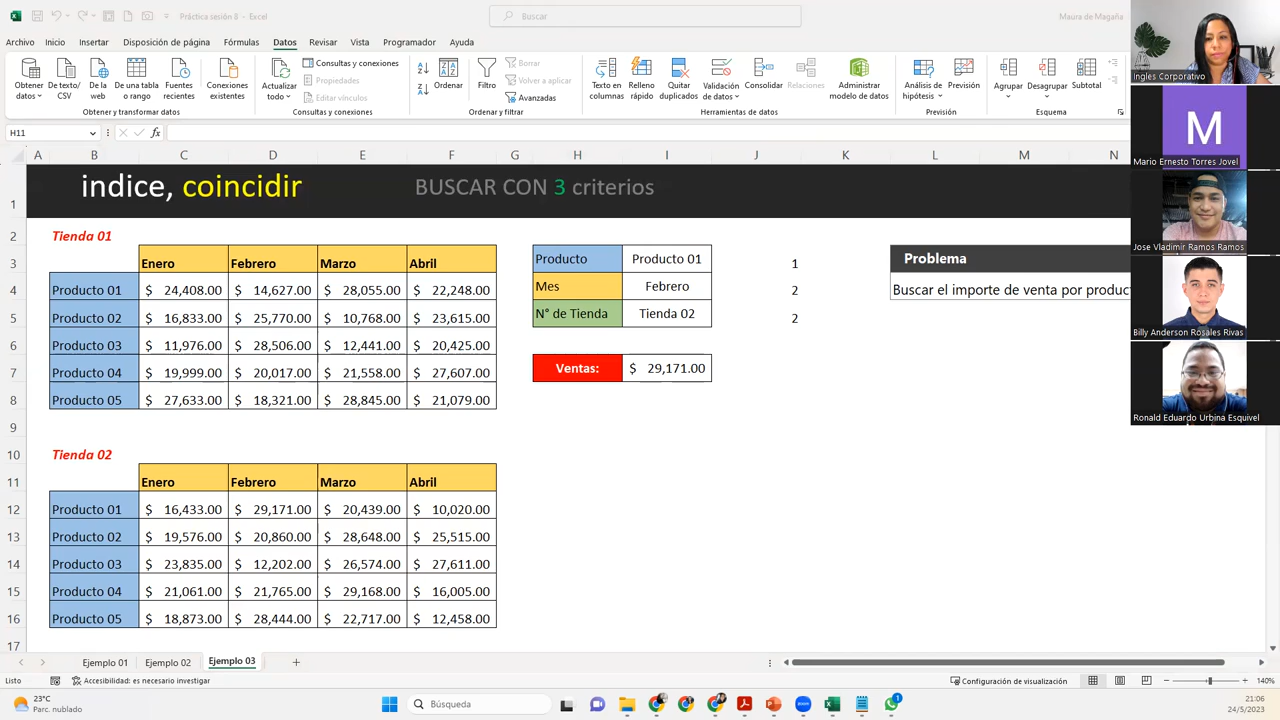 Práctica sesión 8 - Excel
Buscar
Maura de Magaña
Archivo Inicio Insertar Disposición de página Fórmulas Datos Revisar Vista Programador Ayuda
Obtener datos
De texto/ CSV
De la web
De una tabla o rango
Fuentes recientes
Conexiones existentes
Obtener y transformar datos
Actualizar todo
Consultas y conexiones
Propiedades
Editar vínculos
Consultas y conexiones
Ordenar
Filtro
Borrar
Volver a aplicar
Avanzadas
Ordenar y filtrar
Texto en columnas
Relleno rápido
Quitar duplicados
Validación de datos
Consolidar
Relaciones
Administrar modelo de datos
Herramientas de datos
Análisis de hipótesis
Previsión
Previsión
Agrupar
Desagrupar
Subtotal
Esquema
H11
fx
A B C D E F G H I J K L M N
1 indice, coincidir BUSCAR CON 3 criterios
2 Tienda 01
3 Enero Febrero Marzo Abril Producto Producto 01 1 Problema
4 Producto 01 $ 24,408.00 $ 14,627.00 $ 28,055.00 $ 22,248.00 Mes Febrero 2 Buscar el importe de venta por produc
5 Producto 02 $ 16,833.00 $ 25,770.00 $ 10,768.00 $ 23,615.00 N° de Tienda Tienda 02 2
6 Producto 03 $ 11,976.00 $ 28,506.00 $ 12,441.00 $ 20,425.00
7 Producto 04 $ 19,999.00 $ 20,017.00 $ 21,558.00 $ 27,607.00 Ventas: $ 29,171.00
8 Producto 05 $ 27,633.00 $ 18,321.00 $ 28,845.00 $ 21,079.00
9
10 Tienda 02
11 Enero Febrero Marzo Abril
12 Producto 01 $ 16,433.00 $ 29,171.00 $ 20,439.00 $ 10,020.00
13 Producto 02 $ 19,576.00 $ 20,860.00 $ 28,648.00 $ 25,515.00
14 Producto 03 $ 23,835.00 $ 12,202.00 $ 26,574.00 $ 27,611.00
15 Producto 04 $ 21,061.00 $ 21,765.00 $ 29,168.00 $ 16,005.00
16 Producto 05 $ 18,873.00 $ 28,444.00 $ 22,717.00 $ 12,458.00
17
Ingles Corporativo
M
Mario Ernesto Torres Jovel
Jose Vladimir Ramos Ramos
Billy Anderson Rosales Rivas
Ronald Eduardo Urbina Esquivel
Ejemplo 01 Ejemplo 02 Ejemplo 03
Listo Accesibilidad: es necesario investigar Configuración de visualización 140%
23°C
Parc. nublado
Búsqueda
1
21:06
24/5/2023